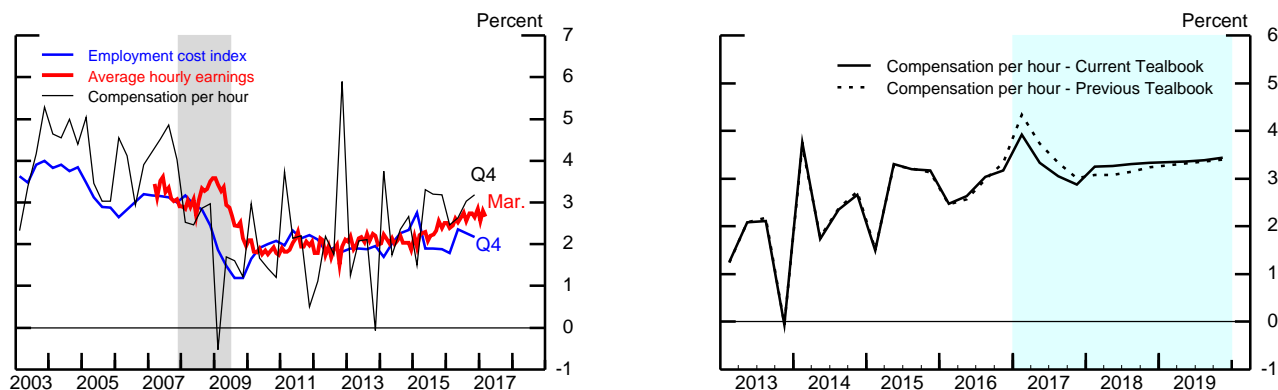 Percent
7
6
5
4
3
2
1
0
-1
Employment cost index
Average hourly earnings
Compensation per hour
Q4
Mar.
Q4
2003 2005 2007 2009 2011 2013 2015 2017
Percent
6
5
4
3
2
1
0
-1
Compensation per hour - Current Tealbook
Compensation per hour - Previous Tealbook
2013 2014 2015 2016 2017 2018 2019